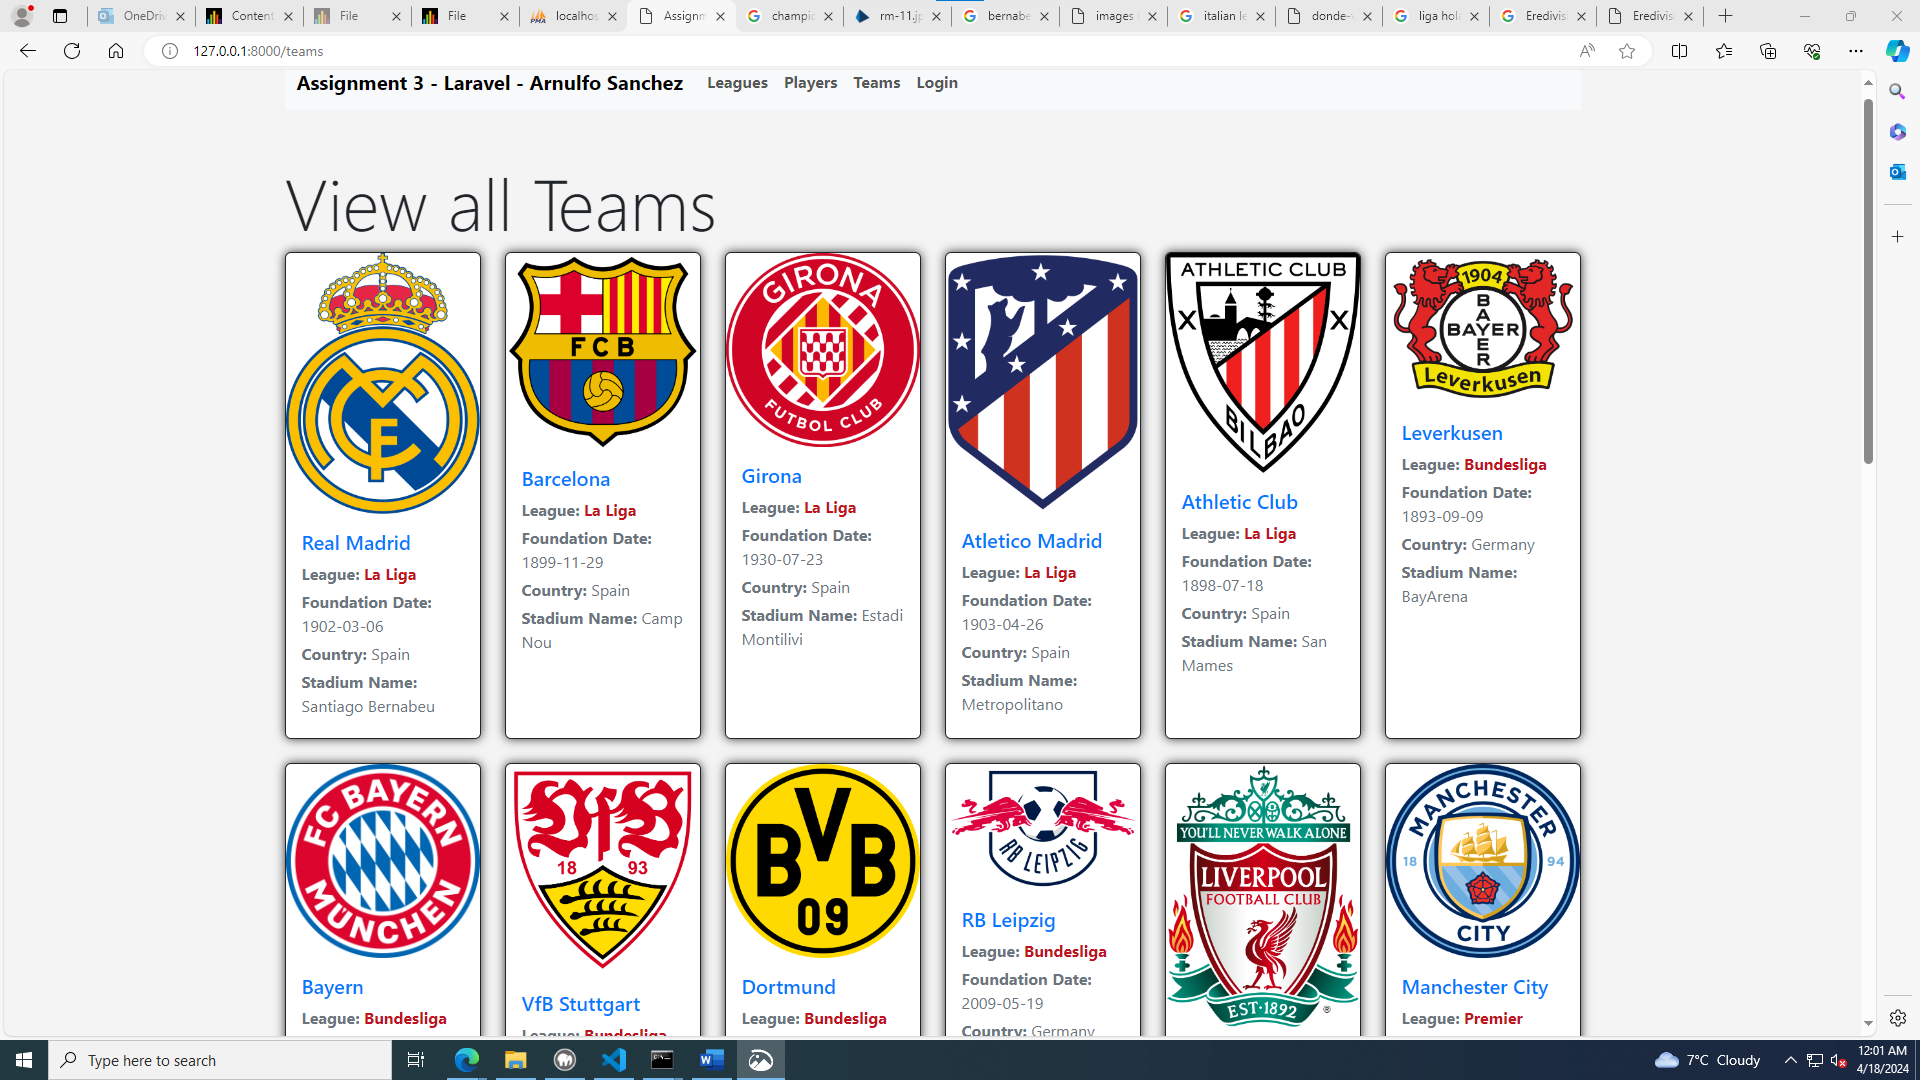 OneDriv
Content
File
File
localhos
Assignm
champio
rm-11.jp
bernabe
images
italian le
donde-v
liga hola
Eredivisi
Eredivisi
127.0.0.1:8000/teams
Assignment 3 - Laravel - Arnulfo Sanchez
Leagues
Players
Teams
Login
View all Teams
Real Madrid
League: La Liga
Foundation Date:
1902-03-06
Country: Spain
Stadium Name:
Santiago Bernabeu
FCB
Barcelona
League: La Liga
Foundation Date:
1899-11-29
Country: Spain
Stadium Name: Camp
Nou
GIRONA
FUTBOL CLUB
Girona
League: La Liga
Foundation Date:
1930-07-23
Country: Spain
Stadium Name: Estadi
Montilivi
Atletico Madrid
League: La Liga
Foundation Date:
1903-04-26
Country: Spain
Stadium Name:
Metropolitano
ATHLETIC CLUB
BILBAO
Athletic Club
League: La Liga
Foundation Date:
1898-07-18
Country: Spain
Stadium Name: San
Mames
1904
BAYER
BAYER
Leverkusen
Leverkusen
League: Bundesliga
Foundation Date:
1893-09-09
Country: Germany
Stadium Name:
BayArena
FC BAYERN
MÜNCHEN
Bayern
League: Bundesliga
VfB
18 93
VfB Stuttgart
League: Bundesliga
BVB
09
Dortmund
League: Bundesliga
RB LEIPZIG
RB Leipzig
League: Bundesliga
Foundation Date:
2009-05-19
Country: Germany
YOU'LL NEVER WALK ALONE
LIVERPOOL
FOOTBALL CLUB
EST·1892
®
MANCHESTER
18 94
CITY
Manchester City
League: Premier
Type here to search
7°C Cloudy
12:01 AM
4/18/2024